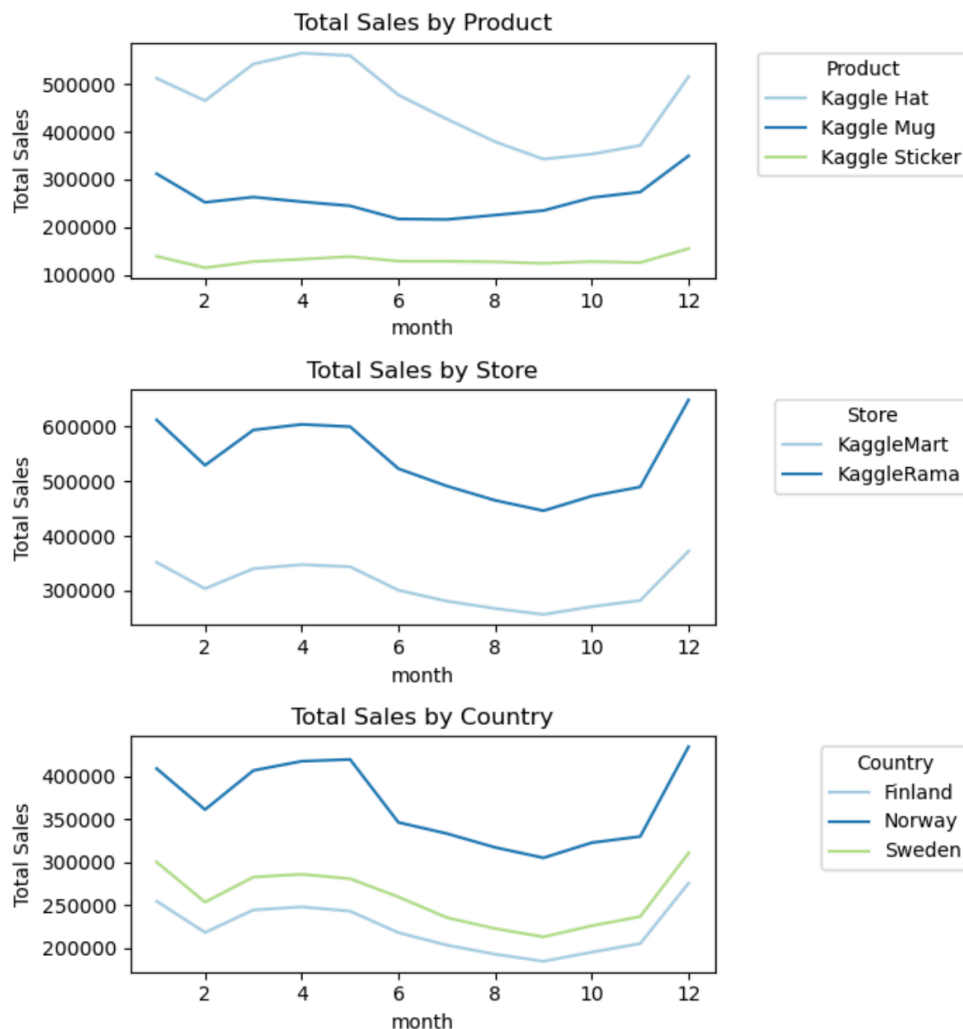 Total Sales by Product
Total Sales
500000
400000
300000
200000
100000
2 4 6 8 10 12
month
Product
Kaggle Hat
Kaggle Mug
Kaggle Sticker
Total Sales by Store
Total Sales
600000
500000
400000
300000
2 4 6 8 10 12
month
Store
KaggleMart
KaggleRama
Total Sales by Country
Total Sales
400000
350000
300000
250000
200000
2 4 6 8 10 12
month
Country
Finland
Norway
Sweden